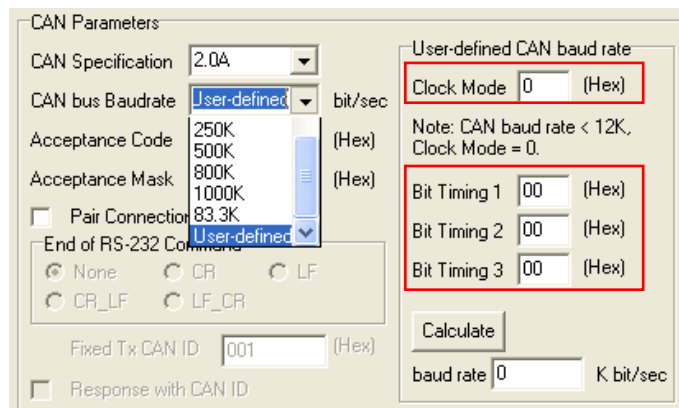 CAN Parameters
CAN Specification 2.0A
CAN bus Baudrate User-defined bit/sec
250K
500K
800K
1000K
83.3K
User-defined
Acceptance Code (Hex)
Acceptance Mask (Hex)
Pair Connection
End of RS-232 Command
None CR LF
CR_LF LF_CR
Fixed Tx CAN ID 001 (Hex)
Response with CAN ID
User-defined CAN baud rate
Clock Mode 0 (Hex)
Note: CAN baud rate < 12K,
Clock Mode = 0.
Bit Timing 1 00 (Hex)
Bit Timing 2 00 (Hex)
Bit Timing 3 00 (Hex)
Calculate
baud rate 0 K bit/sec